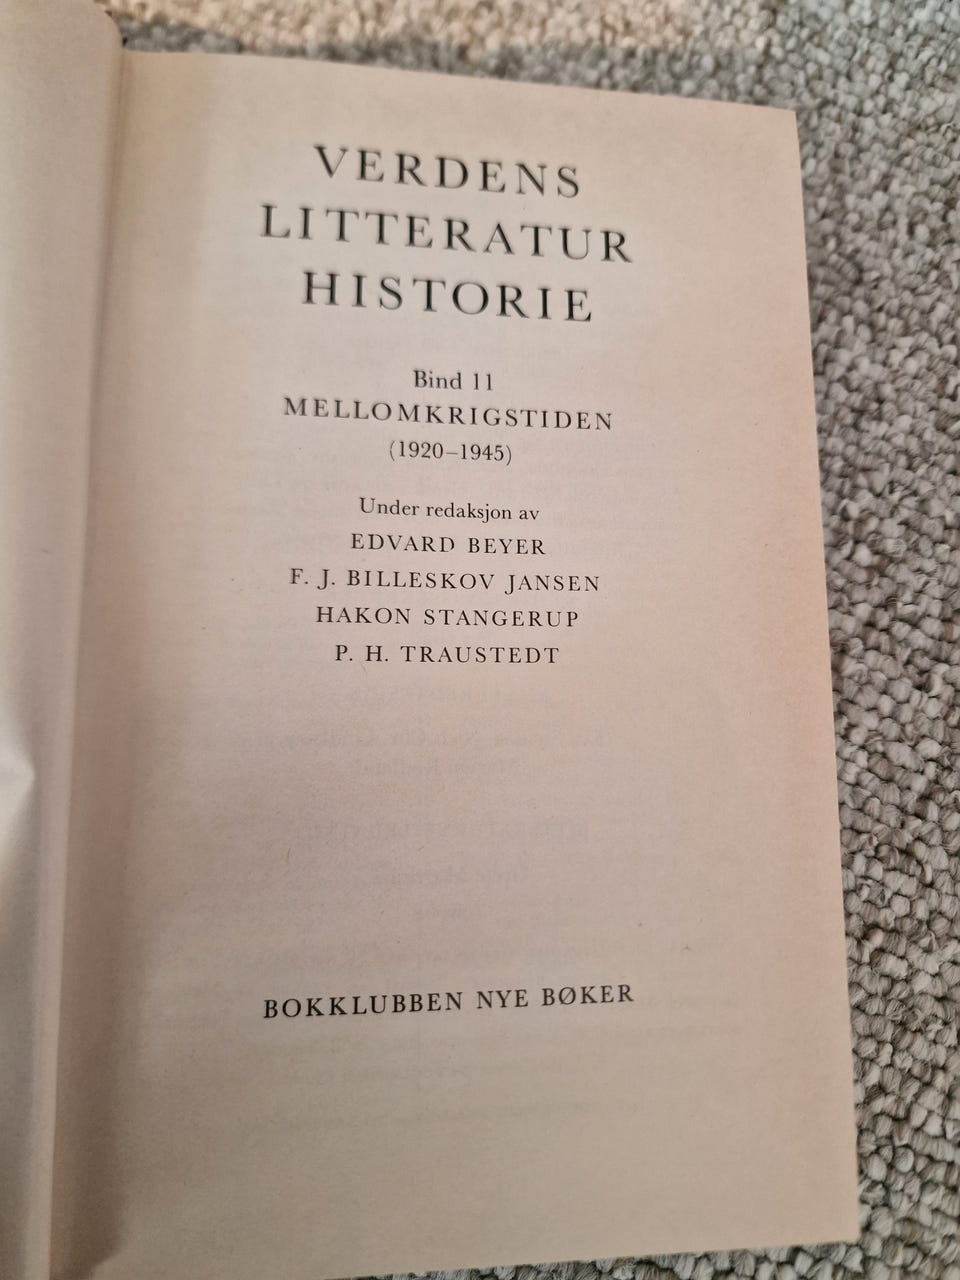 VERDENS
LITTERATUR
HISTORIE
Bind 11
MELLOMKRIGSTIDEN
(1920–1945)
Under redaksjon av
EDVARD BEYER
F. J. BILLESKOV JANSEN
HAKON STANGERUP
P. H. TRAUSTEDT
BOKKLUBBEN NYE BØKER